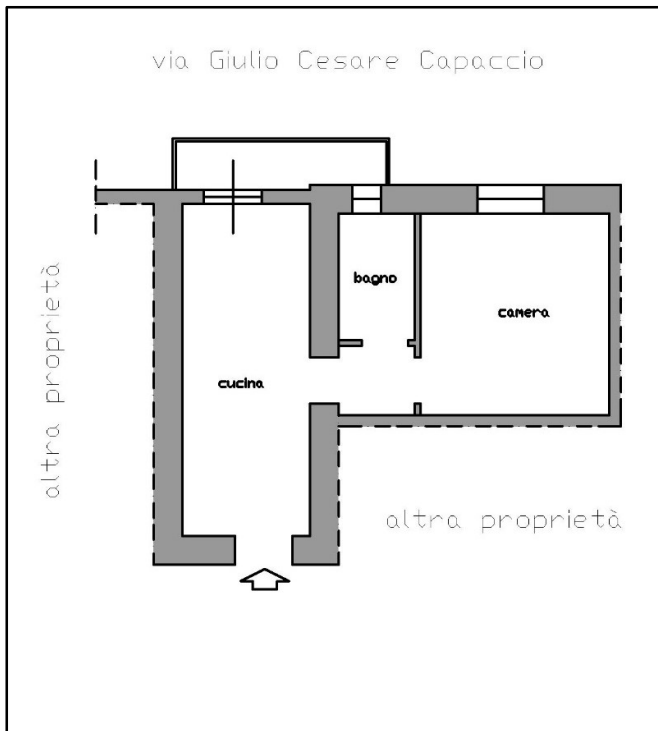 via Giulio Cesare Capaccio
altra proprietà
bagno
camera
cucina
altra proprietà